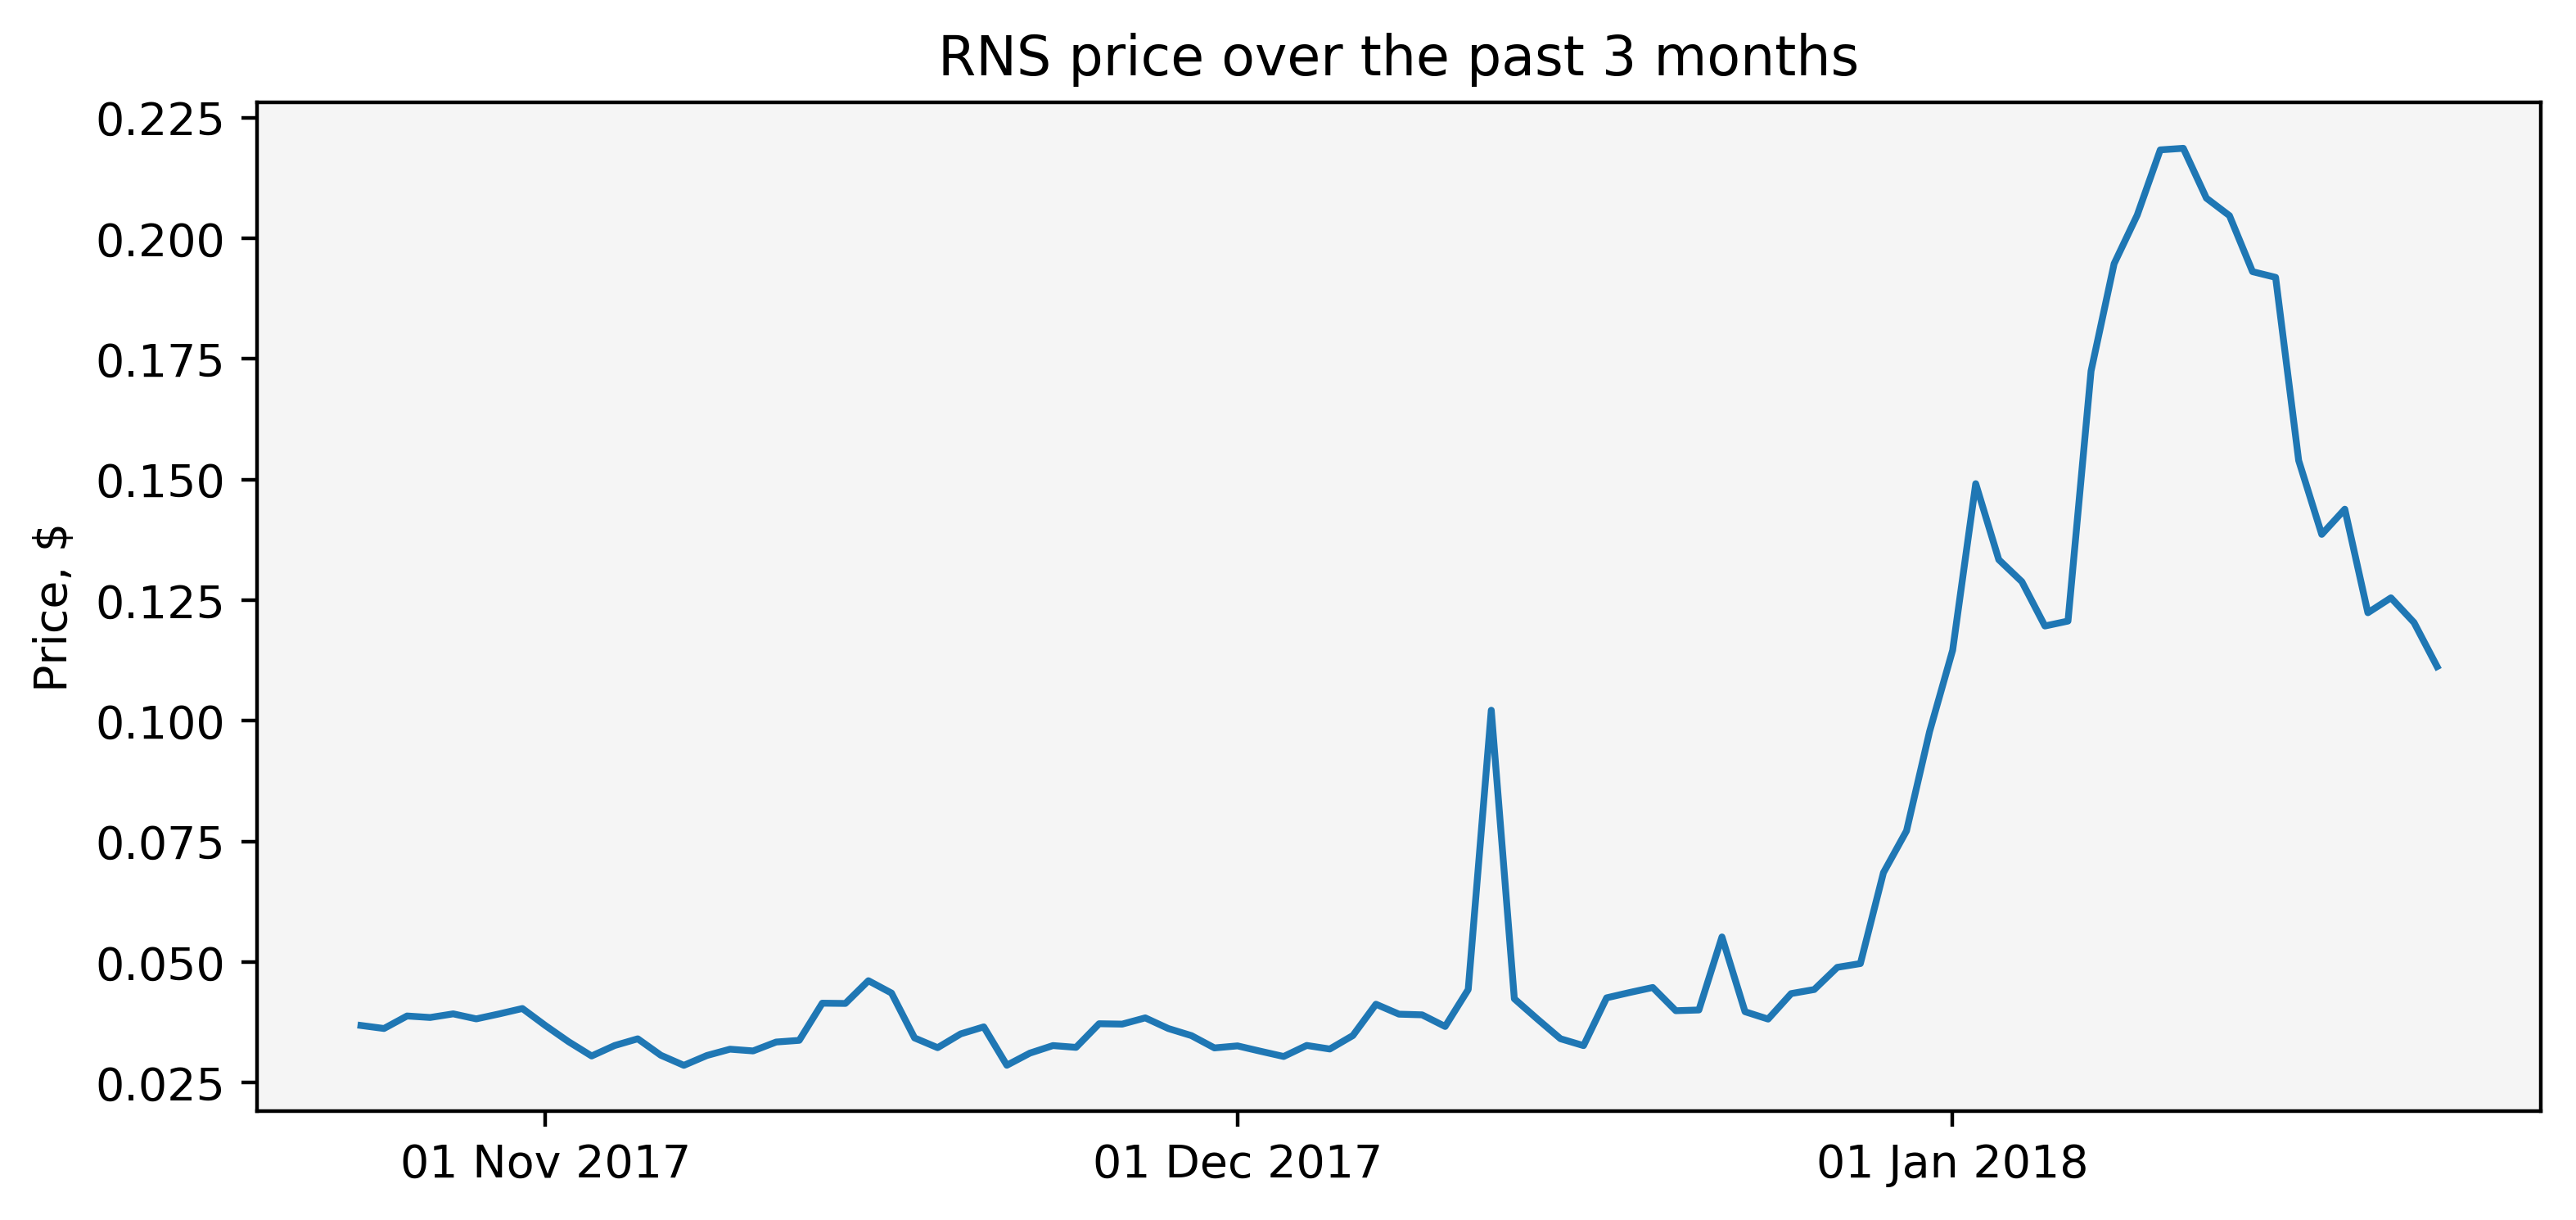 RNS price over the past 3 months
Price, $
0.225
0.200
0.175
0.150
0.125
0.100
0.075
0.050
0.025
01 Nov 2017
01 Dec 2017
01 Jan 2018